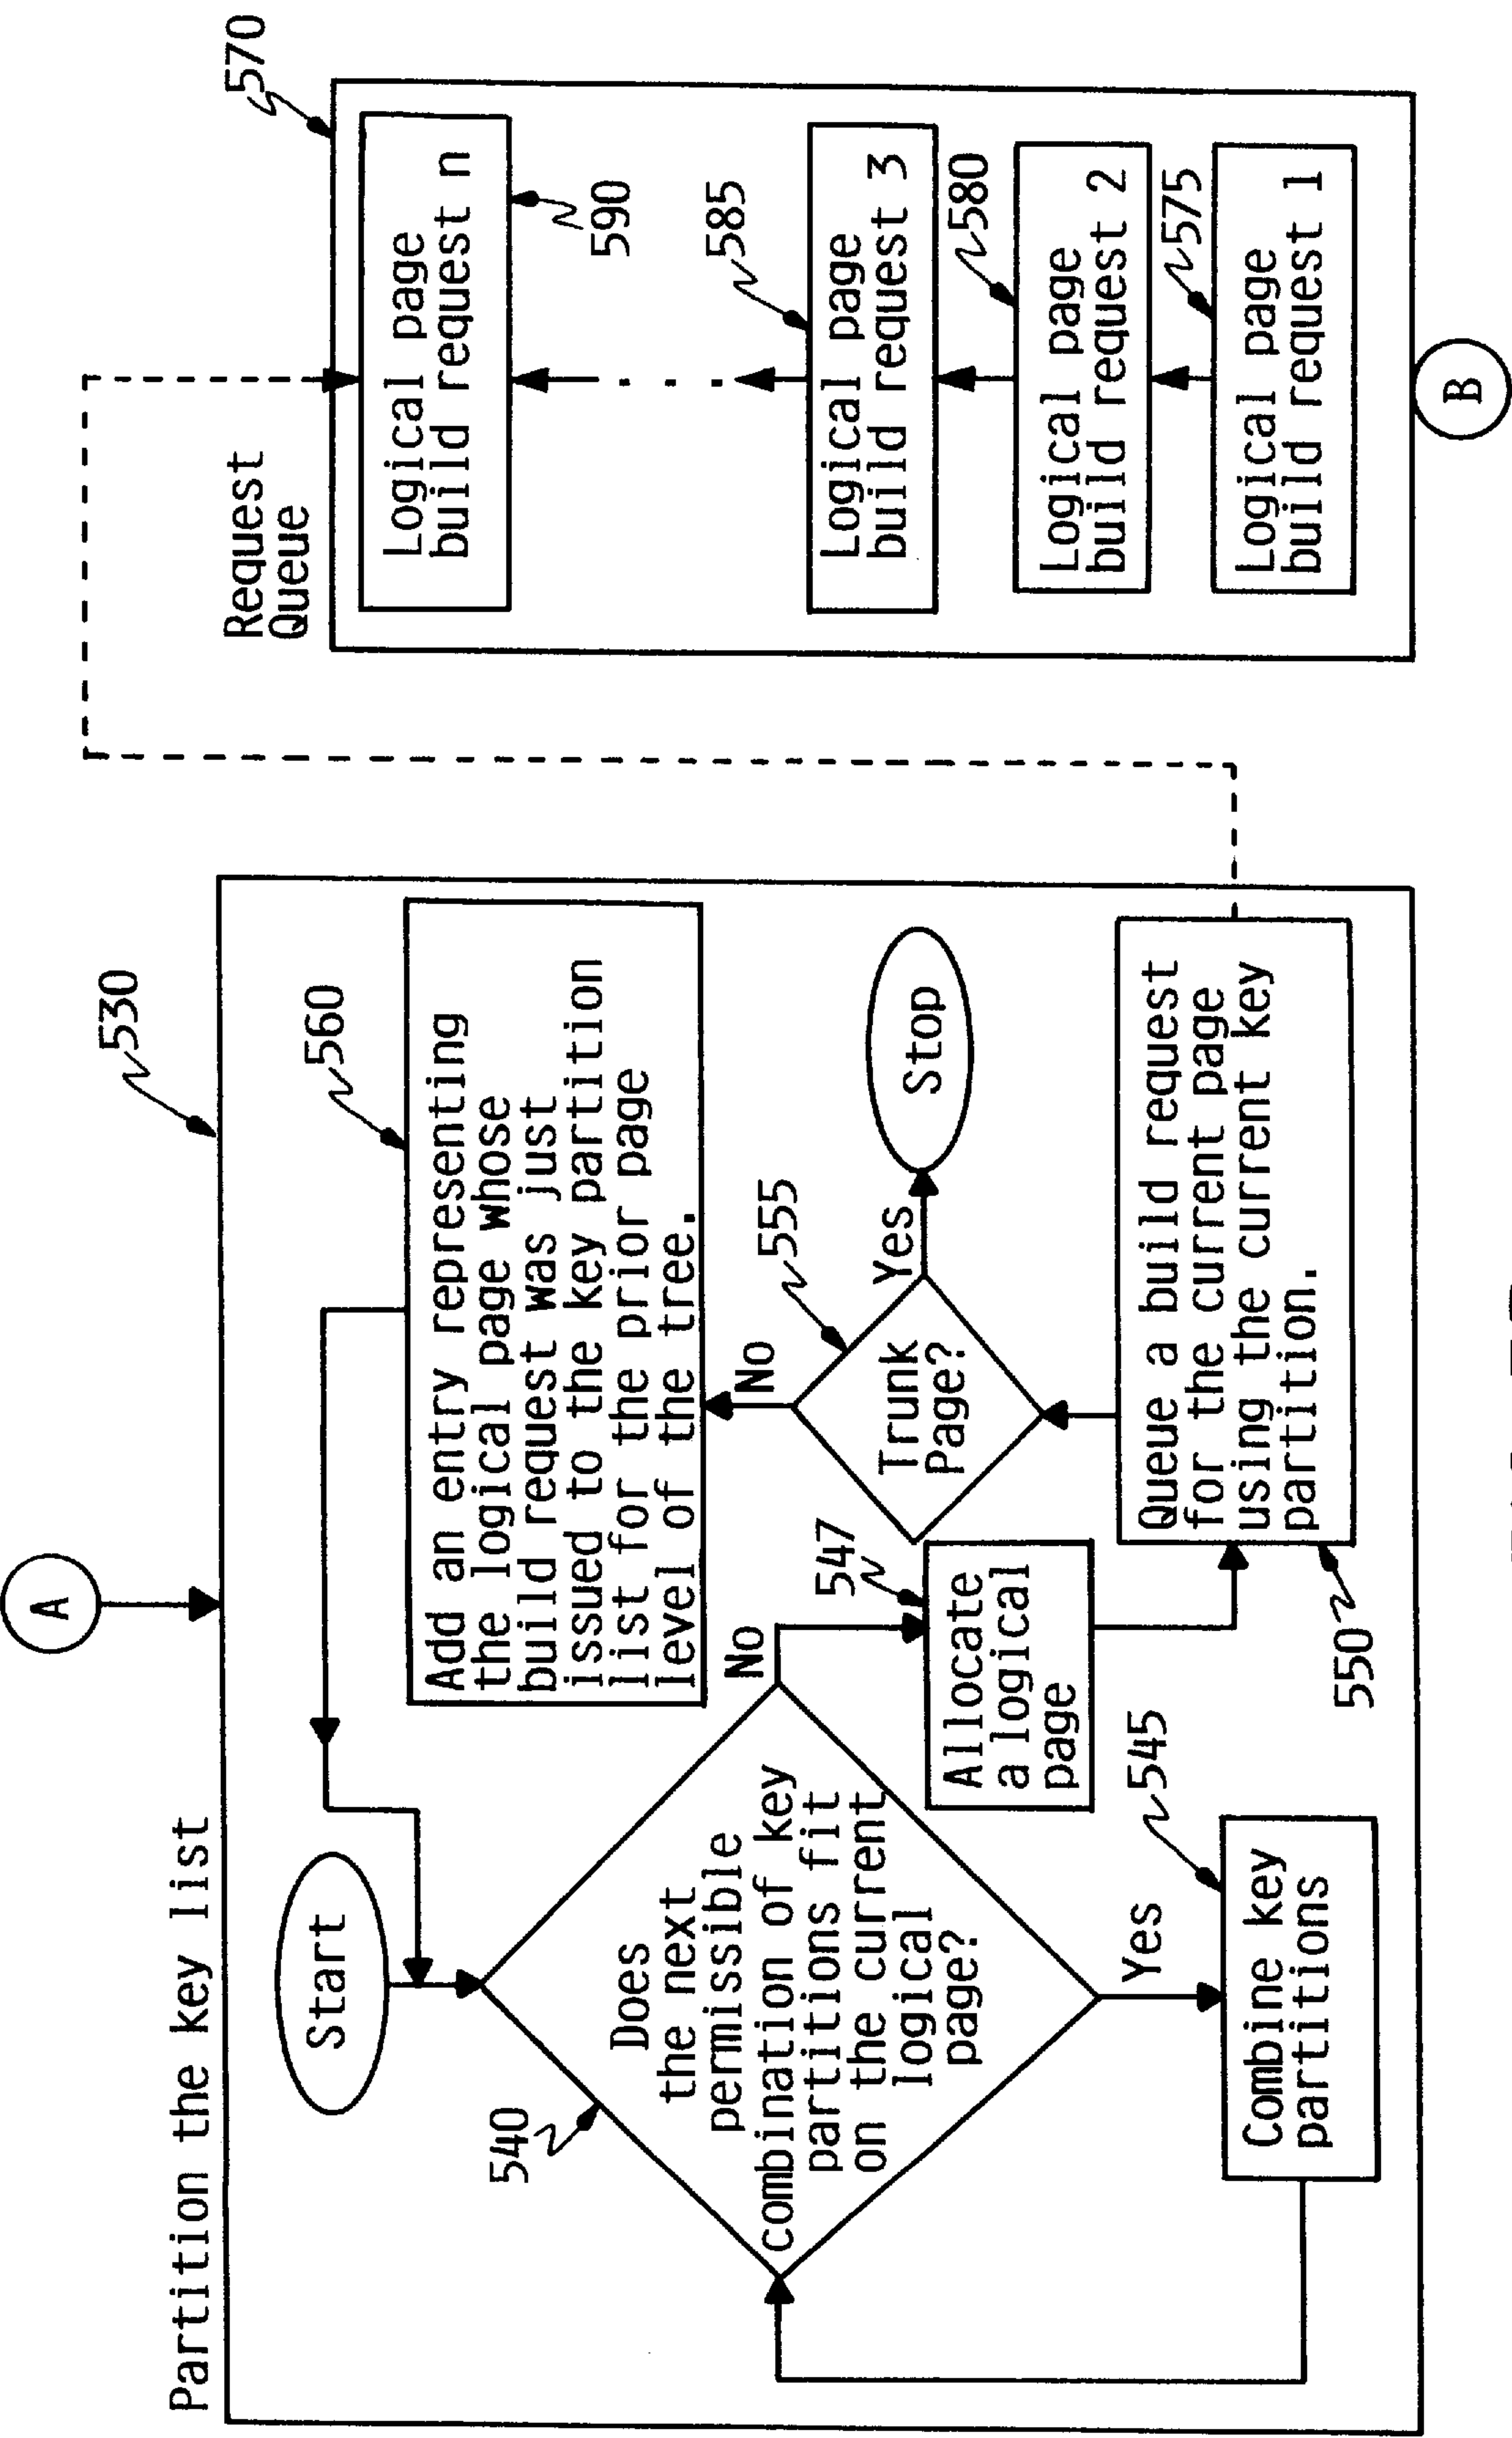 A
Partition the key list
530
Start
540
Does
the next
permissible
combination of key
partitions fit
on the current
logical
page?
No
Yes
545
Combine key
partitions
547
Allocate
a logical
page
550
Queue a build request
for the current page
using the current key
partition.
555
Trunk
Page?
Yes
Stop
No
560
Add an entry representing
the logical page whose
build request was just
issued to the key partition
list for the prior page
level of the tree.
Request
Queue
570
Logical page
build request n
590
585
Logical page
build request 3
580
Logical page
build request 2
575
Logical page
build request 1
B